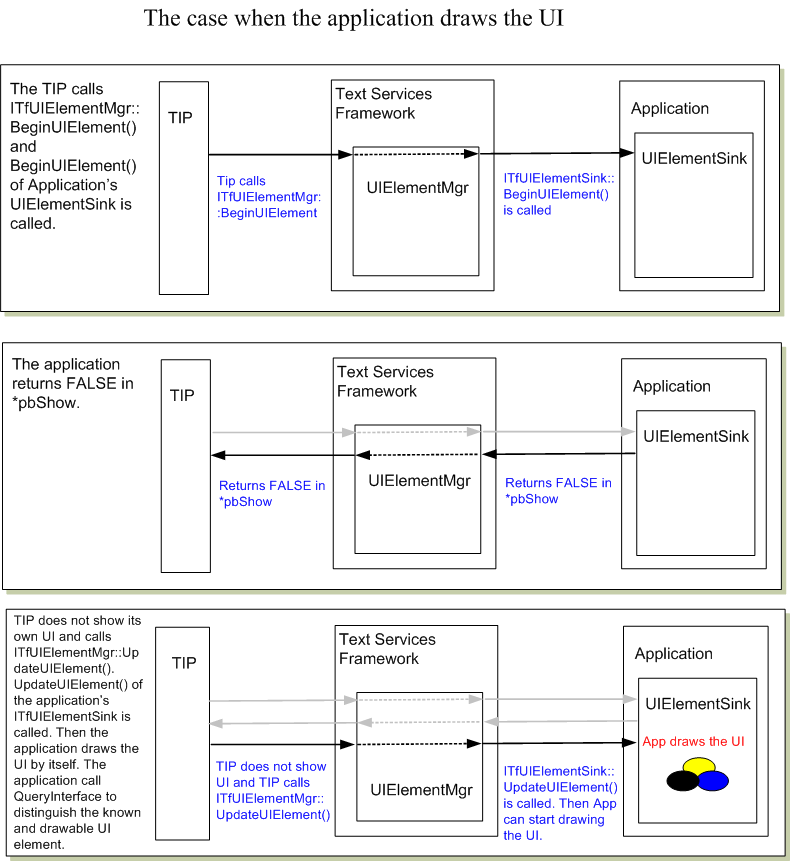 The case when the application draws the UI
The TIP calls
ITfUIElementMgr::
BeginUIElement()
and
BeginUIElement()
of Application's
UIElementSink is
called.
TIP
Tip calls
ITfUIElementMgr:
:BeginUIElement
Text Services
Framework
UIElementMgr
ITfUIElementSink::
BeginUIElement()
is called
Application
UIElementSink
The application
returns FALSE in
*pbShow.
TIP
Returns FALSE in
*pbShow
Text Services
Framework
UIElementMgr
Returns FALSE in
*pbShow
Application
UIElementSink
TIP does not show its
own UI and calls
ITfUIElementMgr::Up
dateUIElement().
UpdateUIElement() of
the application's
ITfUIElementSink is
called. Then the
application draws the
UI by itself. The
application call
QueryInterface to
distinguish the known
and drawable UI
element.
TIP
TIP does not show
UI and TIP calls
ITfUIElementMgr::
UpdateUIElement()
Text Services
Framework
UIElementMgr
ITfUIElementSink::
UpdateUIElement()
is called. Then App
can start drawing
the UI.
Application
UIElementSink
App draws the UI